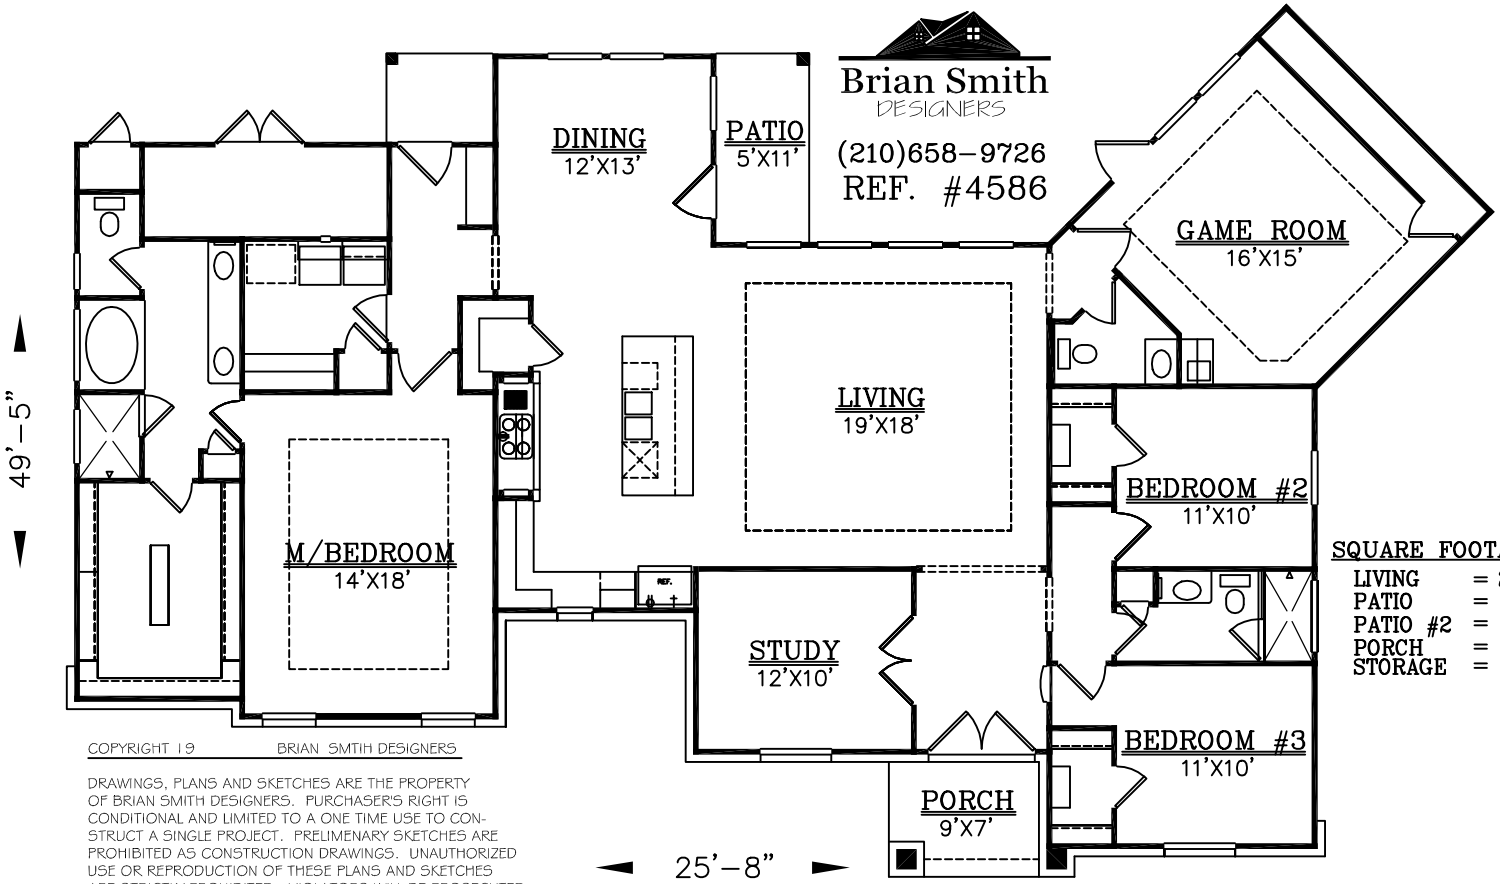 Brian Smith
DESIGNERS
(210)658-9726
REF. #4586
DINING
12'X13'
PATIO
5'X11'
GAME ROOM
16'X15'
LIVING
19'X18'
49'-5"
M/BEDROOM
14'X18'
BEDROOM #2
11'X10'
REF.
STUDY
12'X10'
BEDROOM #3
11'X10'
PORCH
9'X7'
25'-8"
SQUARE FOOT
LIVING =
PATIO =
PATIO #2 =
PORCH =
STORAGE =
COPYRIGHT 19 BRIAN SMTIH DESIGNERS
DRAWINGS, PLANS AND SKETCHES ARE THE PROPERTY
OF BRIAN SMITH DESIGNERS. PURCHASER'S RIGHT IS
CONDITIONAL AND LIMITED TO A ONE TIME USE TO CON-
STRUCT A SINGLE PROJECT. PRELIMENARY SKETCHES ARE
PROHIBITED AS CONSTRUCTION DRAWINGS. UNAUTHORIZED
USE OR REPRODUCTION OF THESE PLANS AND SKETCHES